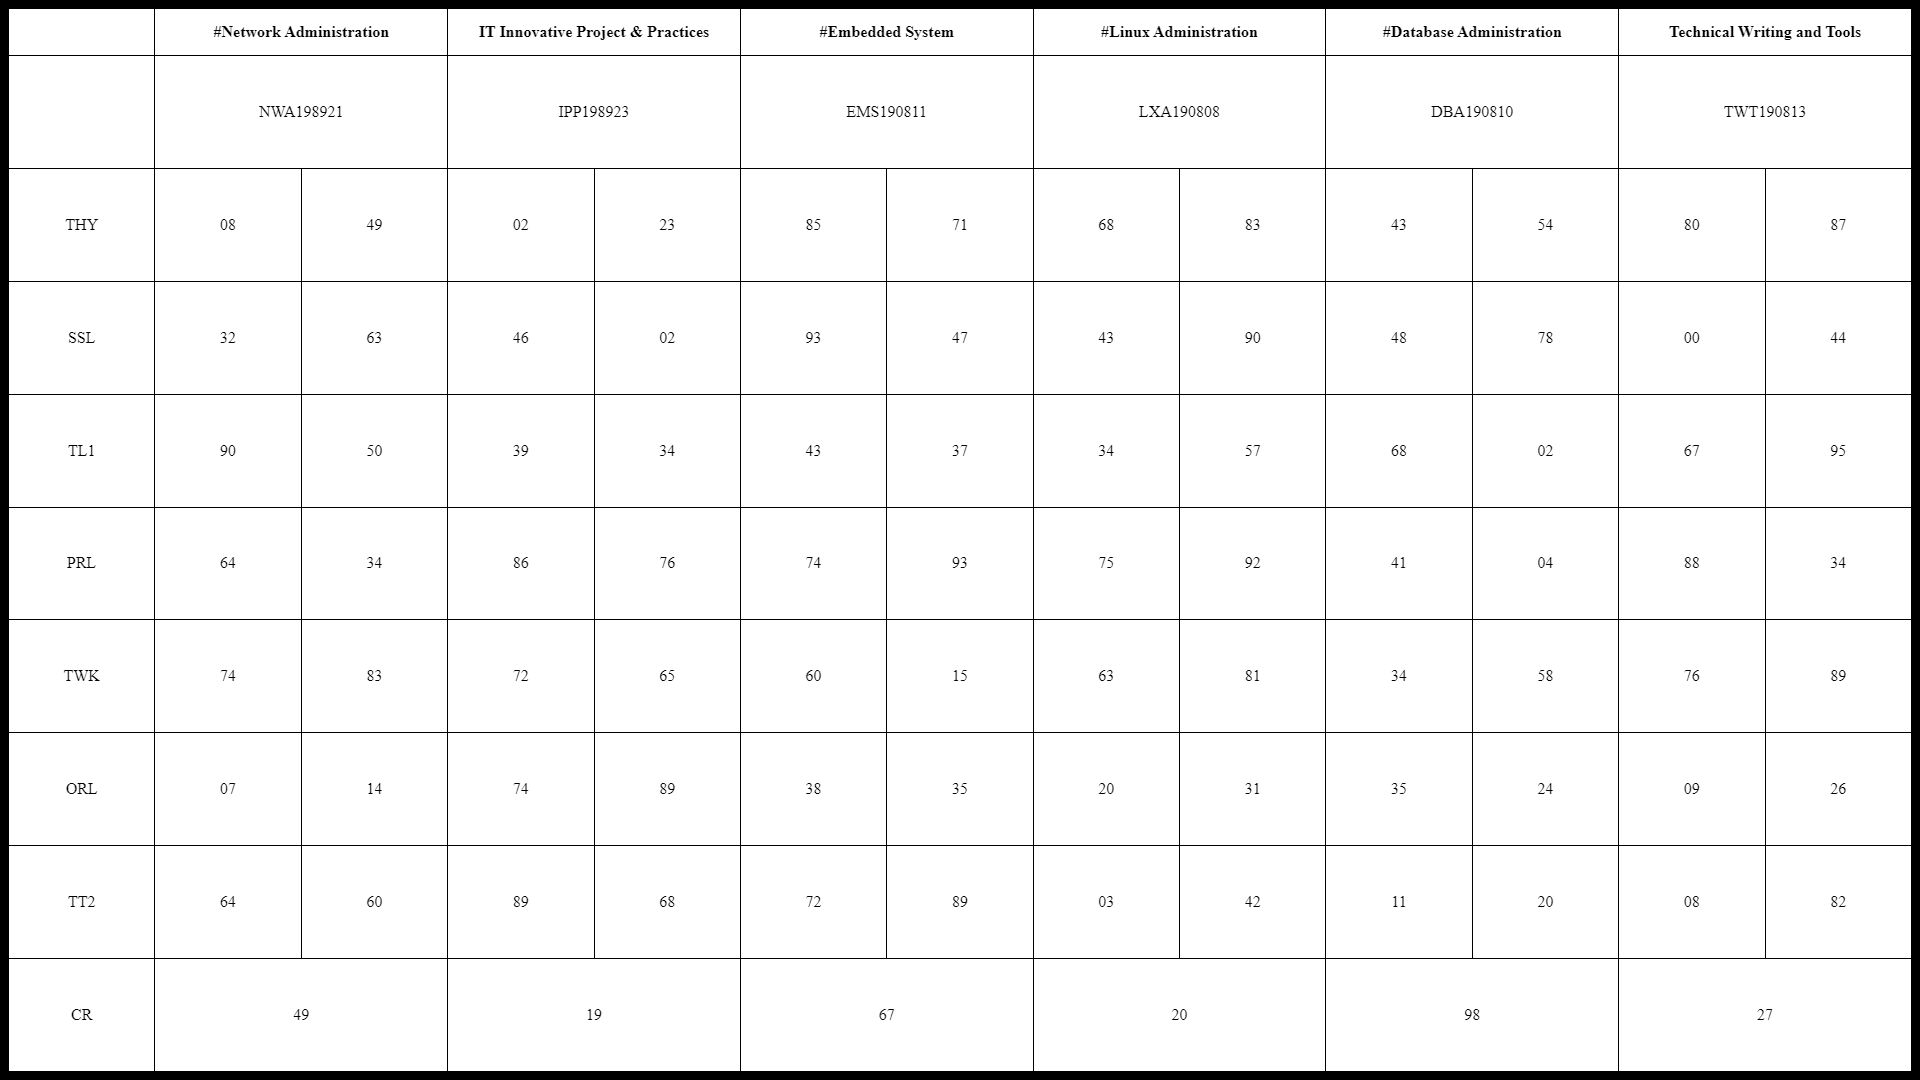 #Network Administration IT Innovative Project & Practices #Embedded System #Linux Administration #Database Administration Technical Writing and Tools
NWA198921 IPP198923 EMS190811 LXA190808 DBA190810 TWT190813
THY 08 49 02 23 85 71 68 83 43 54 80 87
SSL 32 63 46 02 93 47 43 90 48 78 00 44
TL1 90 50 39 34 43 37 34 57 68 02 67 95
PRL 64 34 86 76 74 93 75 92 41 04 88 34
TWK 74 83 72 65 60 15 63 81 34 58 76 89
ORL 07 14 74 89 38 35 20 31 35 24 09 26
TT2 64 60 89 68 72 89 03 42 11 20 08 82
CR 49 19 67 20 98 27